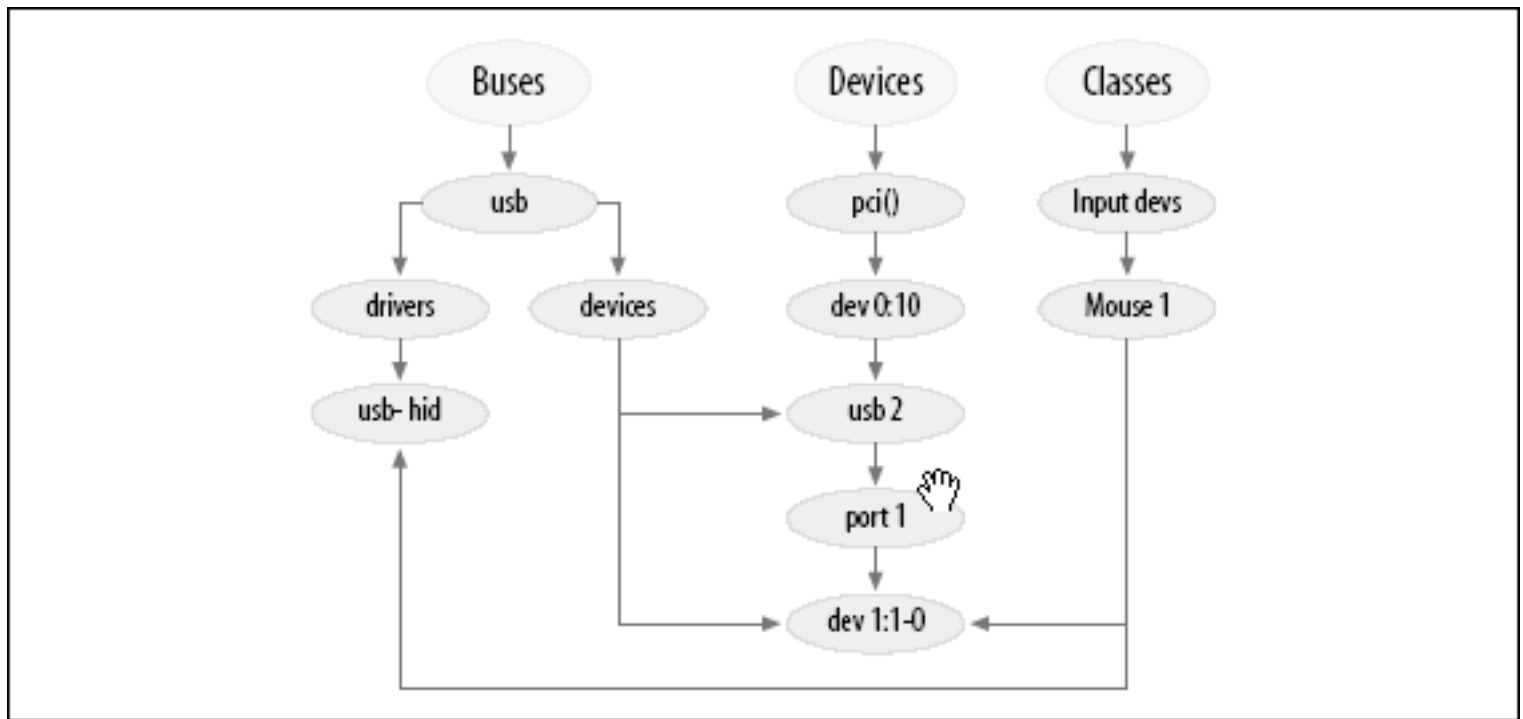 Buses
Devices
Classes
usb
pci()
Input devs
drivers
devices
dev 0:10
Mouse 1
usb- hid
usb 2
port 1
dev 1:1-0